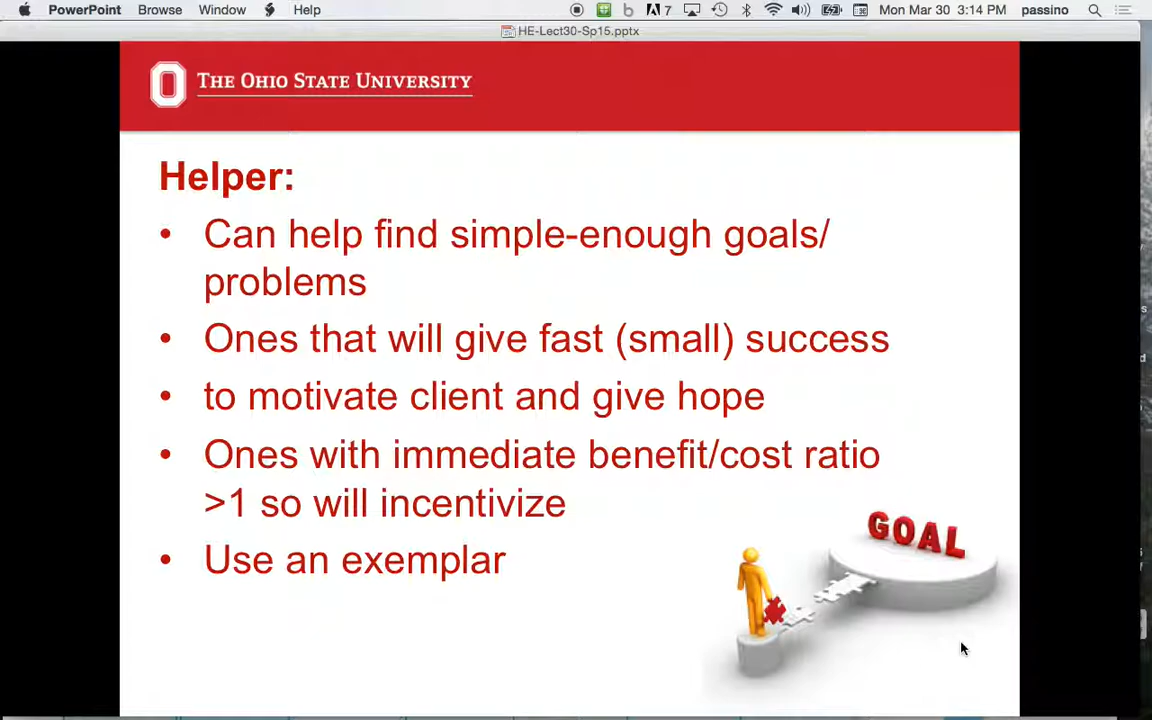 PowerPoint Browse Window Help 7 Mon Mar 30 3:14 PM passino
HE-Lect30-Sp15.pptx
THE OHIO STATE UNIVERSITY
Helper:
• Can help find simple-enough goals/
problems
• Ones that will give fast (small) success
• to motivate client and give hope
• Ones with immediate benefit/cost ratio
>1 so will incentivize
• Use an exemplar
GOAL